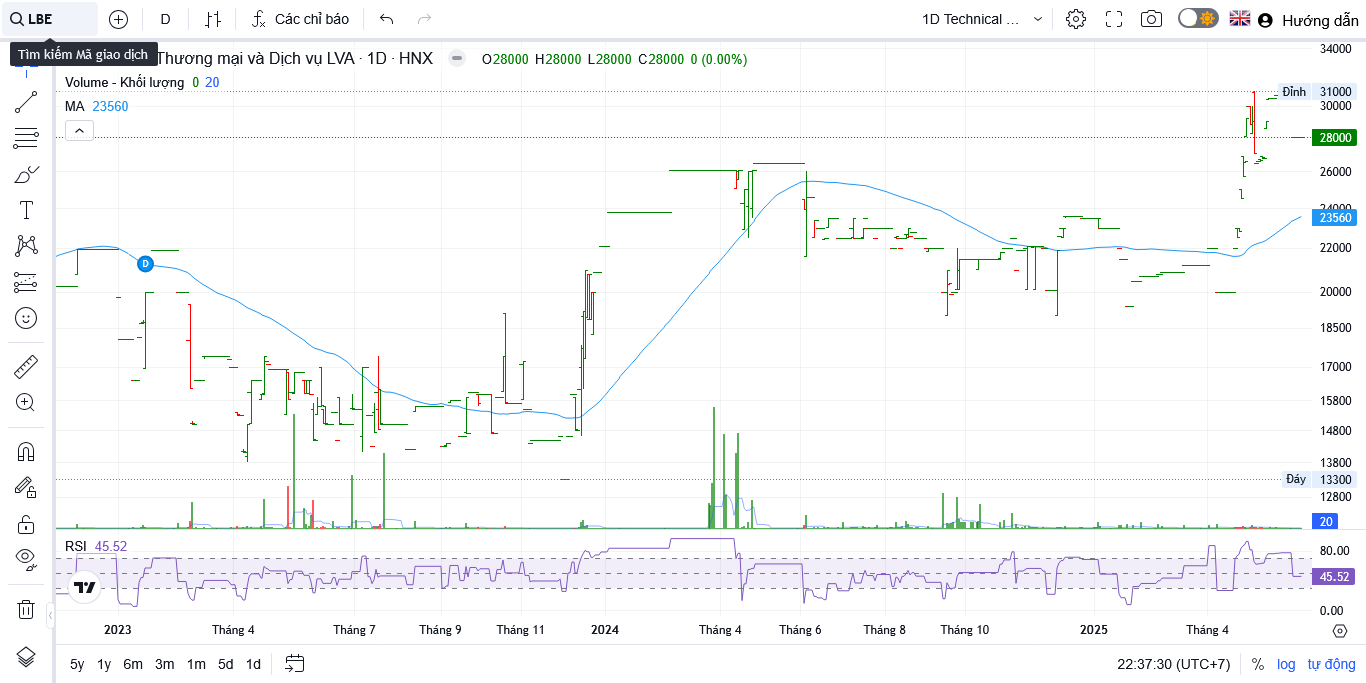 LBE
D
Các chỉ báo
1D Technical ...
Hướng dẫn
Tìm kiếm Mã giao dịch
Thương mại và Dịch vụ LVA · 1D · HNX
O28000 H28000 L28000 C28000 0 (0.00%)
Volume - Khối lượng 0 20
MA 23560
34000
Đỉnh 31000
30000
28000
26000
24000
23560
22000
20000
18500
17000
15800
14800
13800
Đáy 13300
12800
20
D
RSI 45.52
80.00
45.52
0.00
2023 Tháng 4 Tháng 7 Tháng 9 Tháng 11 2024 Tháng 4 Tháng 6 Tháng 8 Tháng 10 2025 Tháng 4
5y 1y 6m 3m 1m 5d 1d
22:37:30 (UTC+7) % log tự động